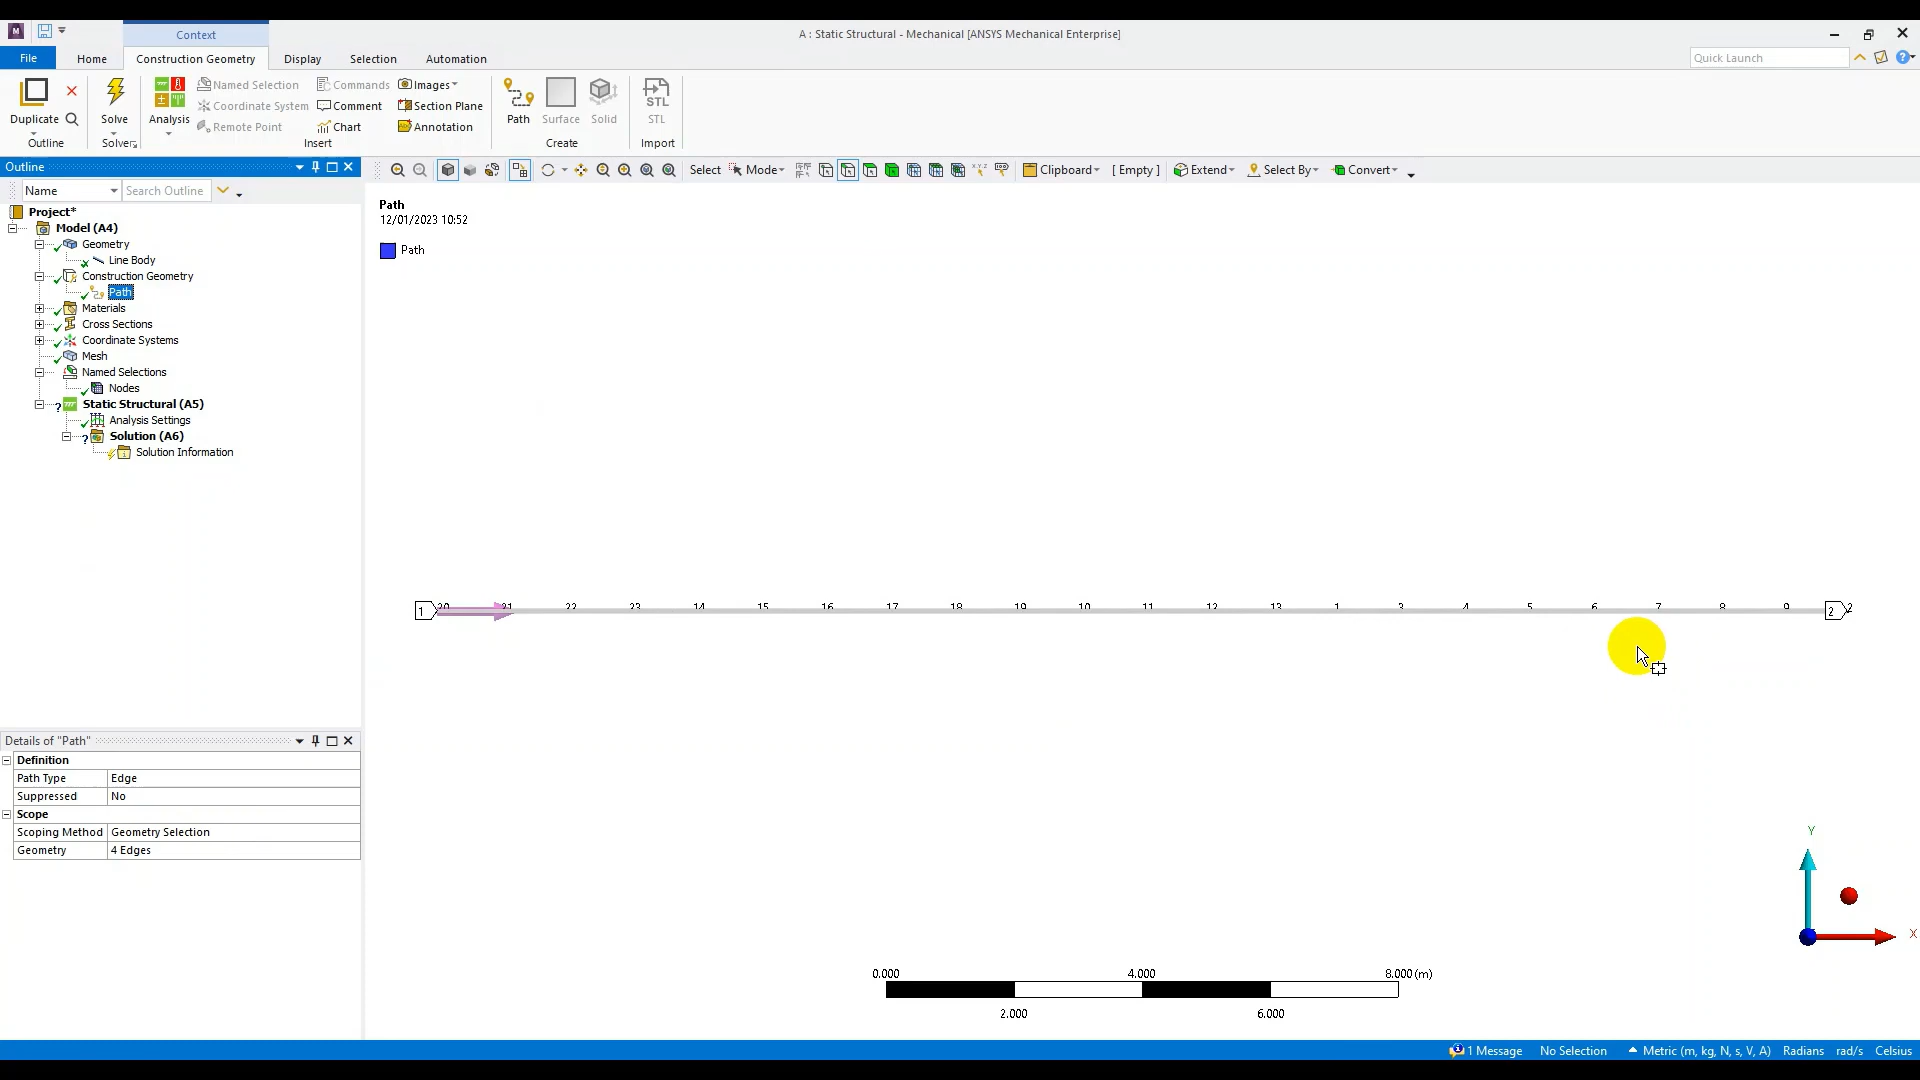 Context
A : Static Structural - Mechanical [ANSYS Mechanical Enterprise]
File Home Construction Geometry Display Selection Automation
Quick Launch
Duplicate Solve Analysis
Named Selection Commands Images
Coordinate System Comment Section Plane
Remote Point Chart Annotation
Path Surface Solid STL
Outline Solver Insert Create Import
Outline
Name Search Outline
Select Mode Clipboard [ Empty ] Extend Select By Convert
Project*
Model (A4)
Geometry
Line Body
Construction Geometry
Path
Materials
Cross Sections
Coordinate Systems
Mesh
Named Selections
Nodes
Static Structural (A5)
Analysis Settings
Solution (A6)
Solution Information
Path
12/01/2023 10:52
Path
1 20 21 22 23 14 15 16 17 18 19 10 11 12 13 1 3 4 5 6 7 8 9 2 2
Y
X
0.000 4.000 8.000 (m)
2.000 6.000
Details of "Path"
Definition
Path Type Edge
Suppressed No
Scope
Scoping Method Geometry Selection
Geometry 4 Edges
1 Message No Selection Metric (m, kg, N, s, V, A) Radians rad/s Celsius